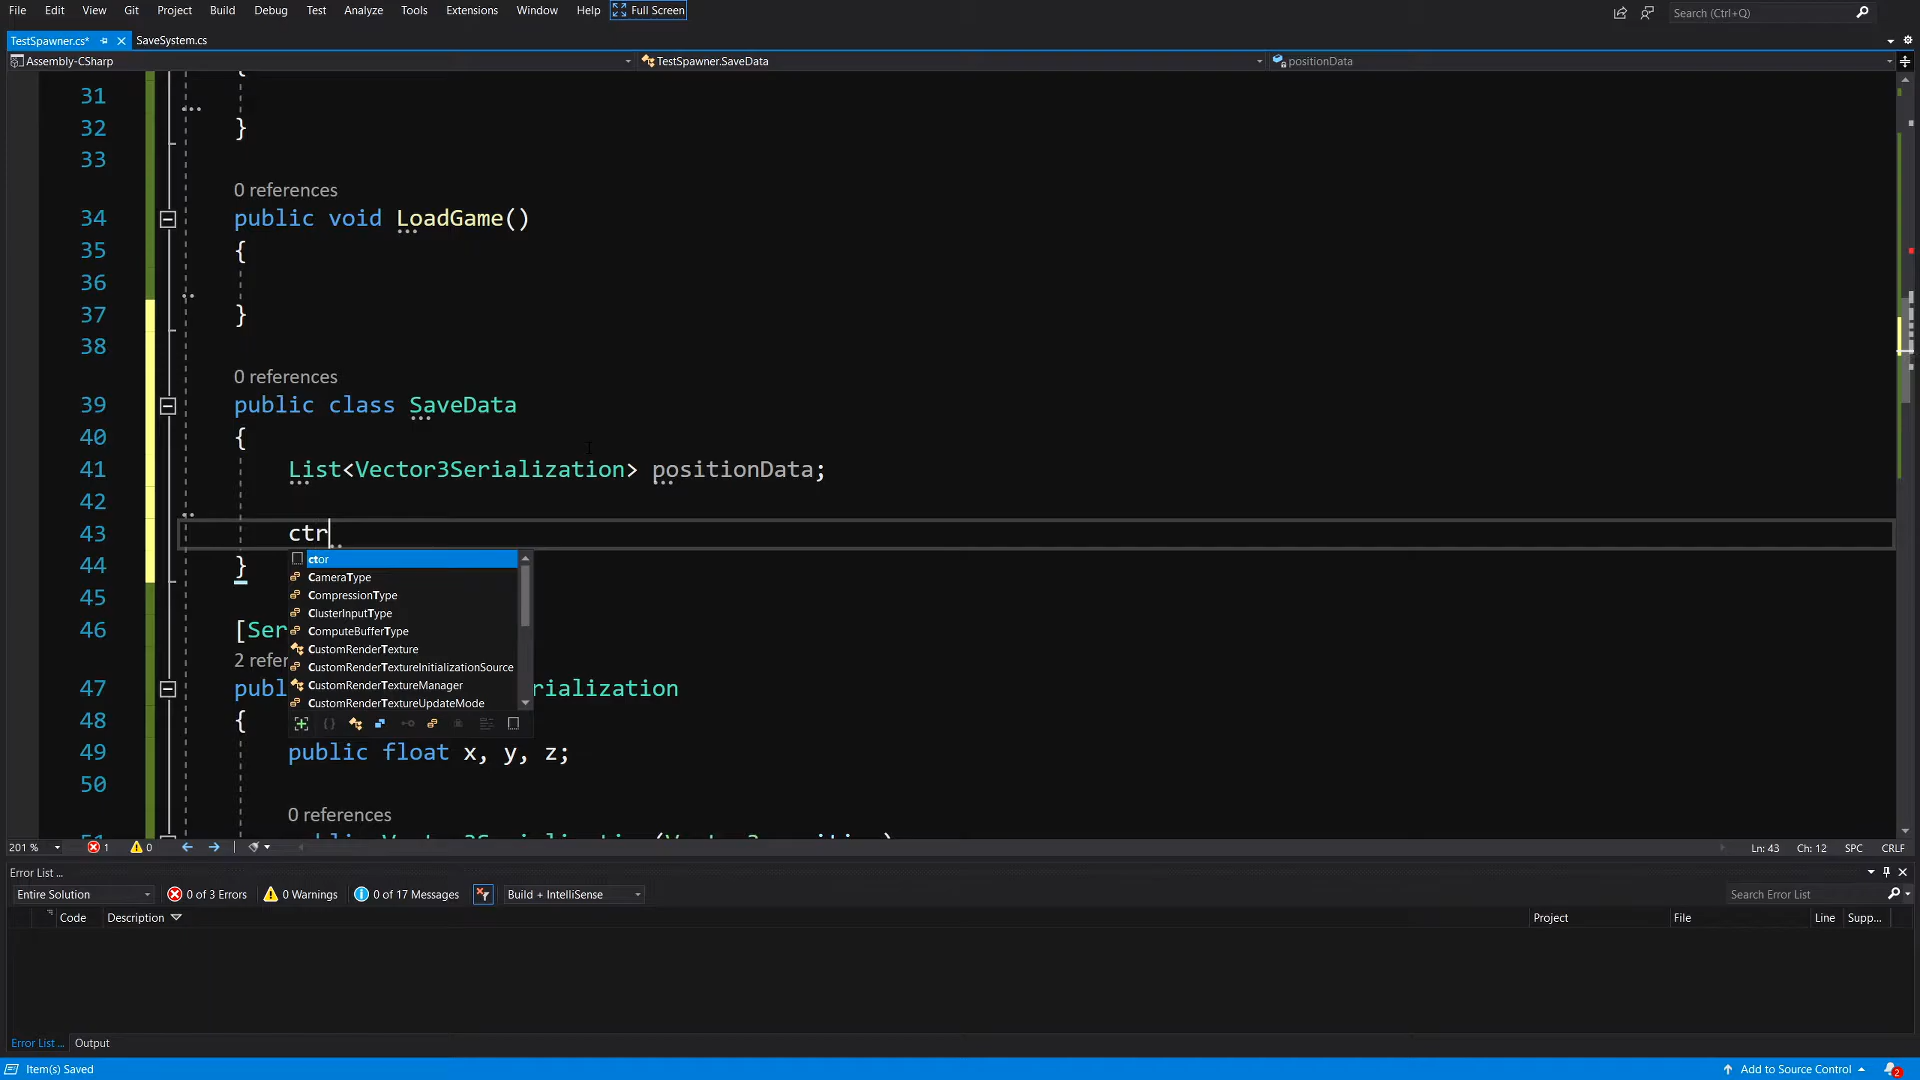 File Edit View Git Project Build Debug Test Analyze Tools Extensions Window Help Full Screen Search (Ctrl+Q)
TestSpawner.cs* SaveSystem.cs
Assembly-CSharp TestSpawner.SaveData positionData
{
31
32 }
33
0 references
34 public void LoadGame()
35 {
36
37 }
38
0 references
39 public class SaveData
40 {
41 List<Vector3Serialization> positionData;
42
43 ctr
ctor
44 }
CameraType
45
CompressionType
ClusterInputType
46 [Ser
ComputeBufferType
2 refer
CustomRenderTexture
CustomRenderTextureInitializationSource
47 publ rialization
CustomRenderTextureManager
CustomRenderTextureUpdateMode
48 {
49 public float x, y, z;
50
0 references
201 % 1 0 Ln: 43 Ch: 12 SPC CRLF
Error List ...
Entire Solution 0 of 3 Errors 0 Warnings 0 of 17 Messages Build + IntelliSense Search Error List
Code Description Project File Line Supp...
Error List ... Output
Item(s) Saved Add to Source Control 2